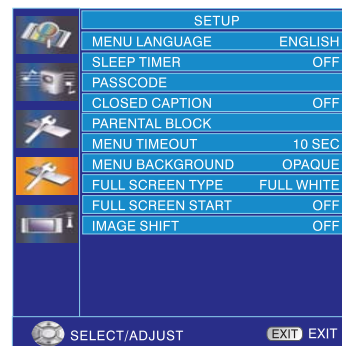 SETUP
MENU LANGUAGE ENGLISH
SLEEP TIMER OFF
PASSCODE
CLOSED CAPTION OFF
PARENTAL BLOCK
MENU TIMEOUT 10 SEC
MENU BACKGROUND OPAQUE
FULL SCREEN TYPE FULL WHITE
FULL SCREEN START OFF
IMAGE SHIFT OFF
SELECT/ADJUST EXIT EXIT